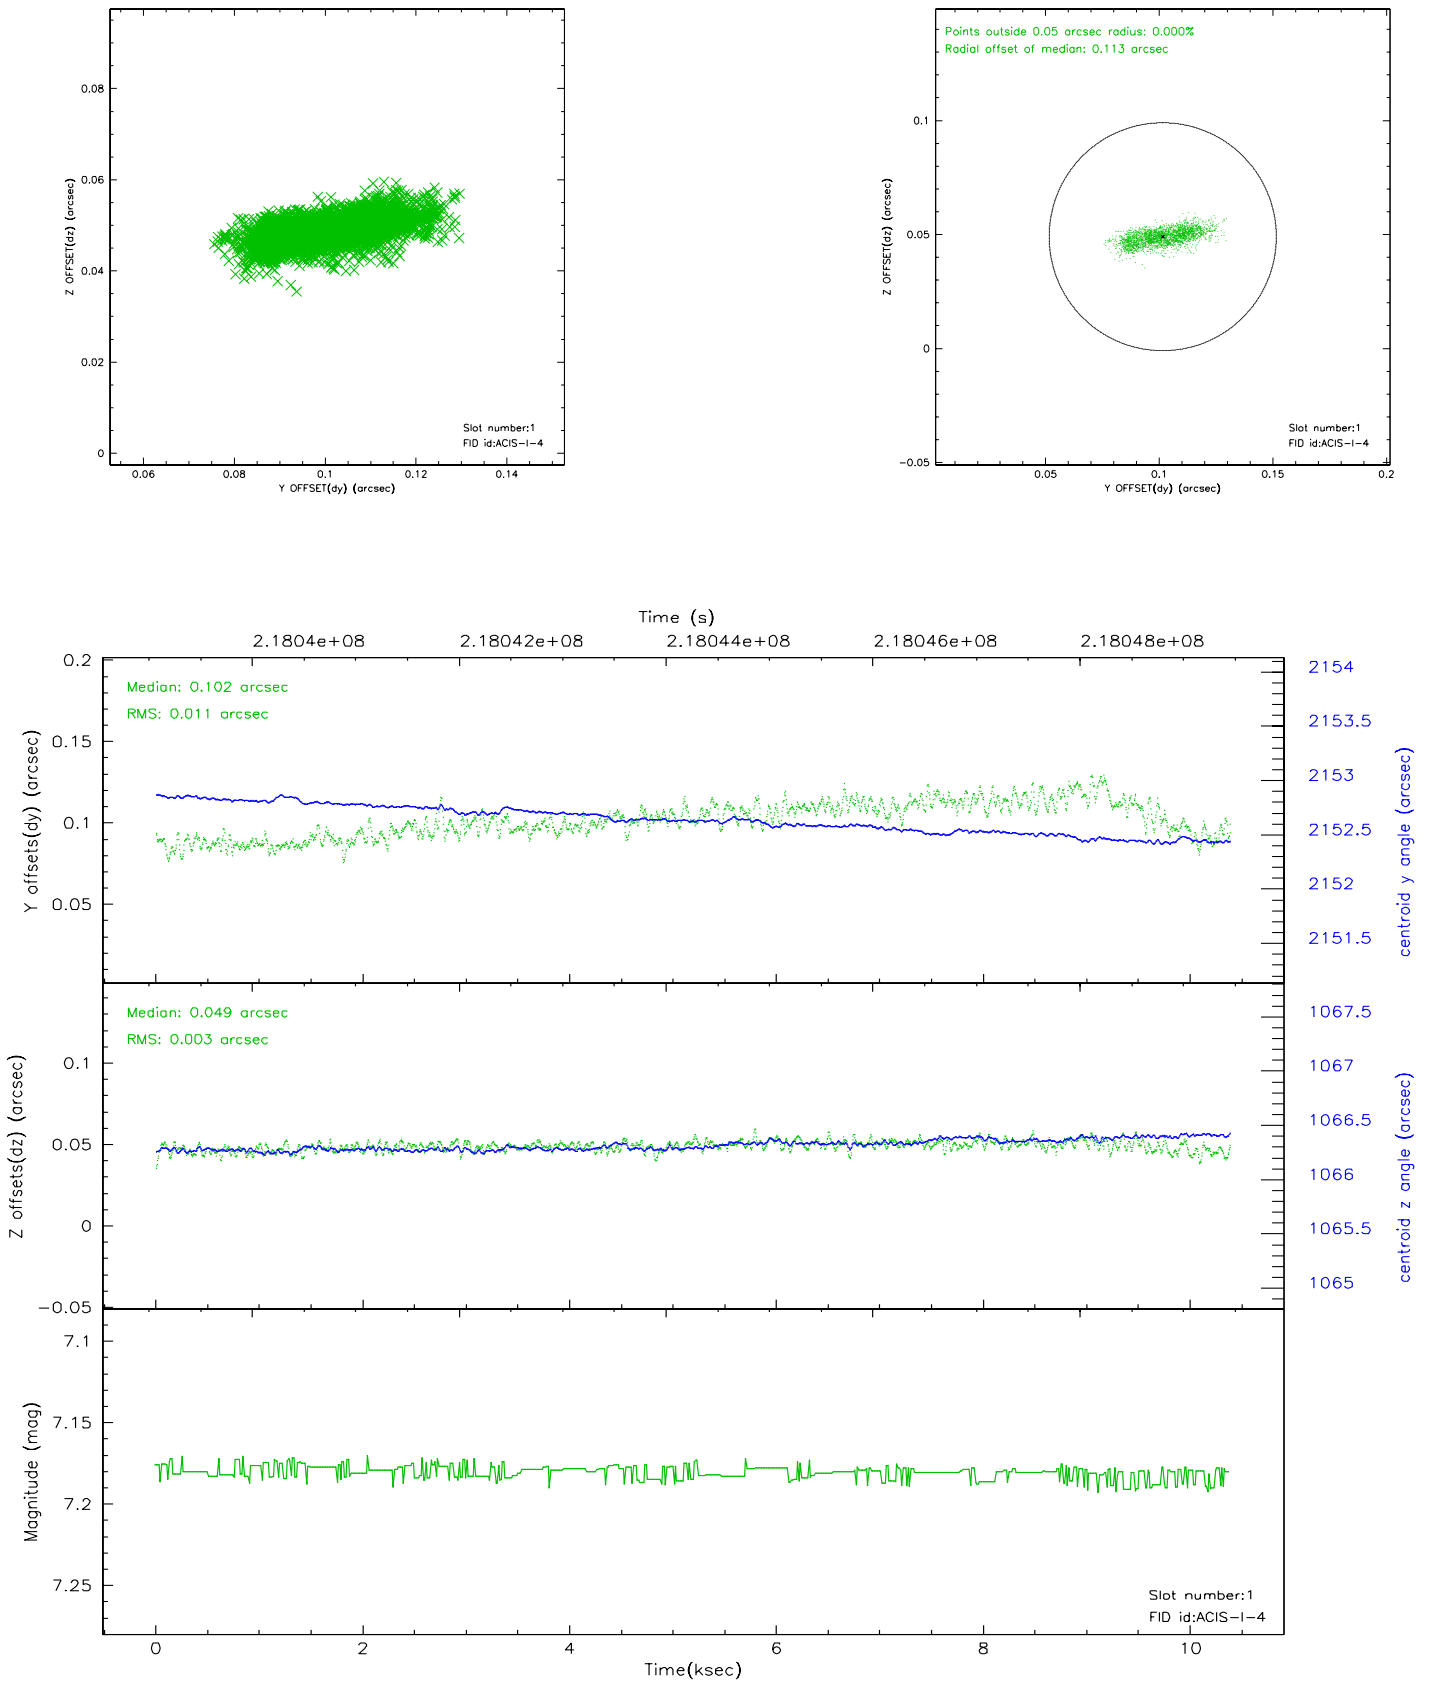 0.08
0.06
0.04
0.02
0
Z OFFSET(dz) (arcsec)
Slot number:1
FID id:ACIS-I-4
0.06 0.08 0.1 0.12 0.14
Y OFFSET(dy) (arcsec)
Points outside 0.05 arcsec radius: 0.000%
Radial offset of median: 0.113 arcsec
0.1
0.05
0
-0.05
Z OFFSET(dz) (arcsec)
Slot number:1
FID id:ACIS-I-4
0.05 0.1 0.15 0.2
Y OFFSET(dy) (arcsec)
Time (s)
2.1804e+08 2.18042e+08 2.18044e+08 2.18046e+08 2.18048e+08
Median: 0.102 arcsec
RMS: 0.011 arcsec
0.2
0.15
0.1
0.05
Y offsets(dy) (arcsec)
2154
2153.5
2153
2152.5
2152
2151.5
centroid y angle (arcsec)
Median: 0.049 arcsec
RMS: 0.003 arcsec
0.1
0.05
0
-0.05
Z offsets(dz) (arcsec)
1067.5
1067
1066.5
1066
1065.5
1065
centroid z angle (arcsec)
7.1
7.15
7.2
7.25
Magnitude (mag)
Slot number:1
FID id:ACIS-I-4
0 2 4 6 8 10
Time(ksec)